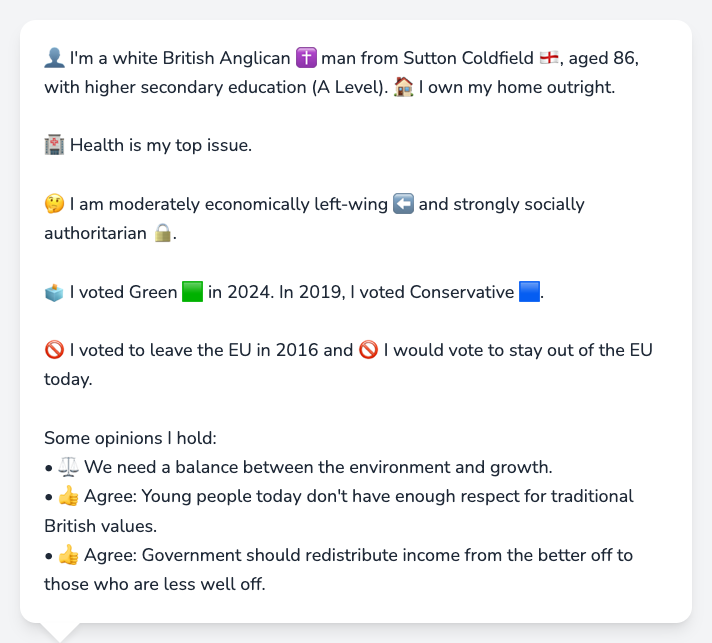 👤 I'm a white British Anglican ✝️ man from Sutton Coldfield 🏴󠁧󠁢󠁥󠁮󠁧󠁿, aged 86,
with higher secondary education (A Level). 🏠 I own my home outright.
🏥 Health is my top issue.
🤔 I am moderately economically left-wing ⬅️ and strongly socially
authoritarian 🔒.
🗳️ I voted Green 🟩 in 2024. In 2019, I voted Conservative 🟦.
🚫 I voted to leave the EU in 2016 and 🚫 I would vote to stay out of the EU
today.
Some opinions I hold:
• ⚖️ We need a balance between the environment and growth.
• 👍 Agree: Young people today don't have enough respect for traditional
British values.
• 👍 Agree: Government should redistribute income from the better off to
those who are less well off.